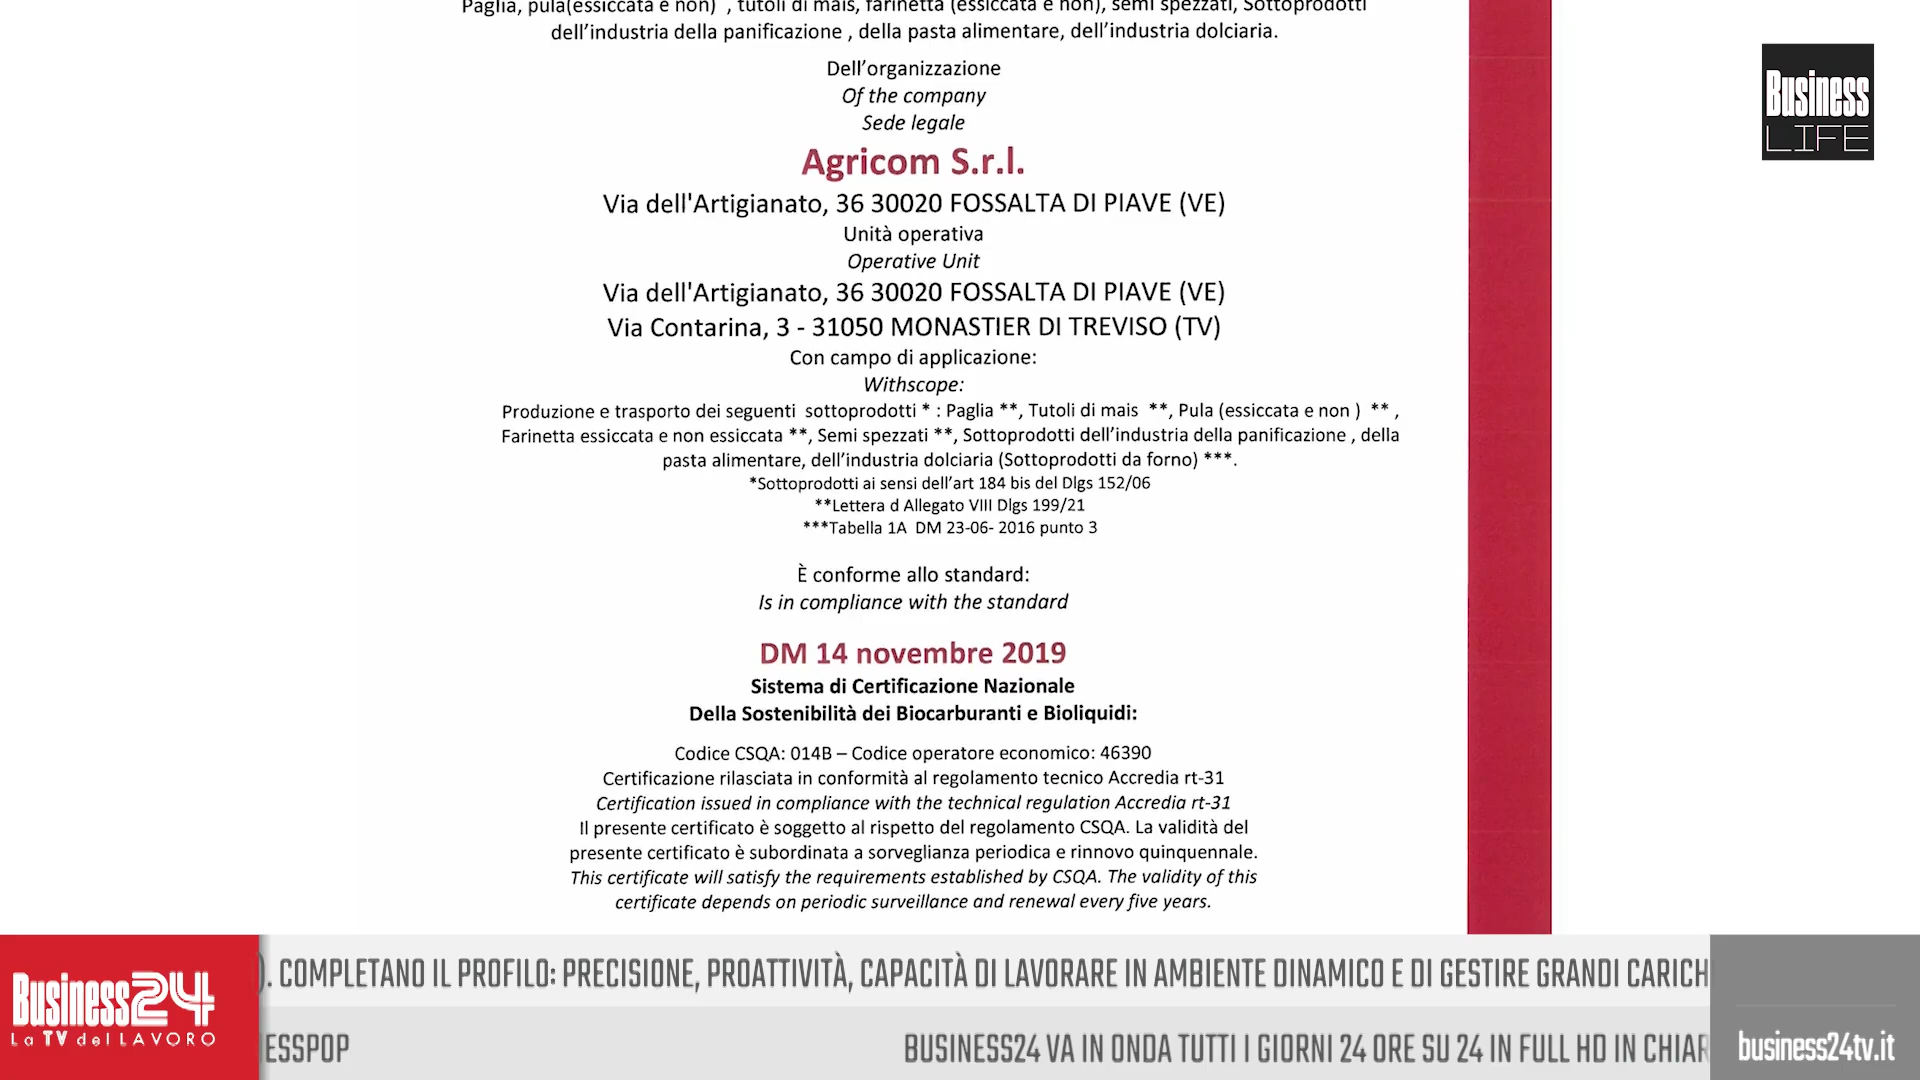 Paglia, pula(essiccata e non) , tutoli di mais, farinetta (essiccata e non), semi spezzati, Sottoprodotti
dell'industria della panificazione , della pasta alimentare, dell'industria dolciaria.
Dell'organizzazione
Of the company
Sede legale
Agricom S.r.l.
Via dell'Artigianato, 36 30020 FOSSALTA DI PIAVE (VE)
Unità operativa
Operative Unit
Via dell'Artigianato, 36 30020 FOSSALTA DI PIAVE (VE)
Via Contarina, 3 - 31050 MONASTIER DI TREVISO (TV)
Con campo di applicazione:
Withscope:
Produzione e trasporto dei seguenti sottoprodotti * : Paglia **, Tutoli di mais **, Pula (essiccata e non ) ** ,
Farinetta essiccata e non essiccata **, Semi spezzati **, Sottoprodotti dell'industria della panificazione , della
pasta alimentare, dell'industria dolciaria (Sottoprodotti da forno) ***.
*Sottoprodotti ai sensi dell'art 184 bis del Dlgs 152/06
**Lettera d Allegato VIII Dlgs 199/21
***Tabella 1A DM 23-06- 2016 punto 3
È conforme allo standard:
Is in compliance with the standard
DM 14 novembre 2019
Sistema di Certificazione Nazionale
Della Sostenibilità dei Biocarburanti e Bioliquidi:
Codice CSQA: 014B – Codice operatore economico: 46390
Certificazione rilasciata in conformità al regolamento tecnico Accredia rt-31
Certification issued in compliance with the technical regulation Accredia rt-31
Il presente certificato è soggetto al rispetto del regolamento CSQA. La validità del
presente certificato è subordinata a sorveglianza periodica e rinnovo quinquennale.
This certificate will satisfy the requirements established by CSQA. The validity of this
certificate depends on periodic surveillance and renewal every five years.
Business
LIFE
). COMPLETANO IL PROFILO: PRECISIONE, PROATTIVITÀ, CAPACITÀ DI LAVORARE IN AMBIENTE DINAMICO E DI GESTIRE GRANDI CARICH
Business24
La TV del LAVORO
ESSPOP
BUSINESS24 VA IN ONDA TUTTI I GIORNI 24 ORE SU 24 IN FULL HD IN CHIAR
business24tv.it